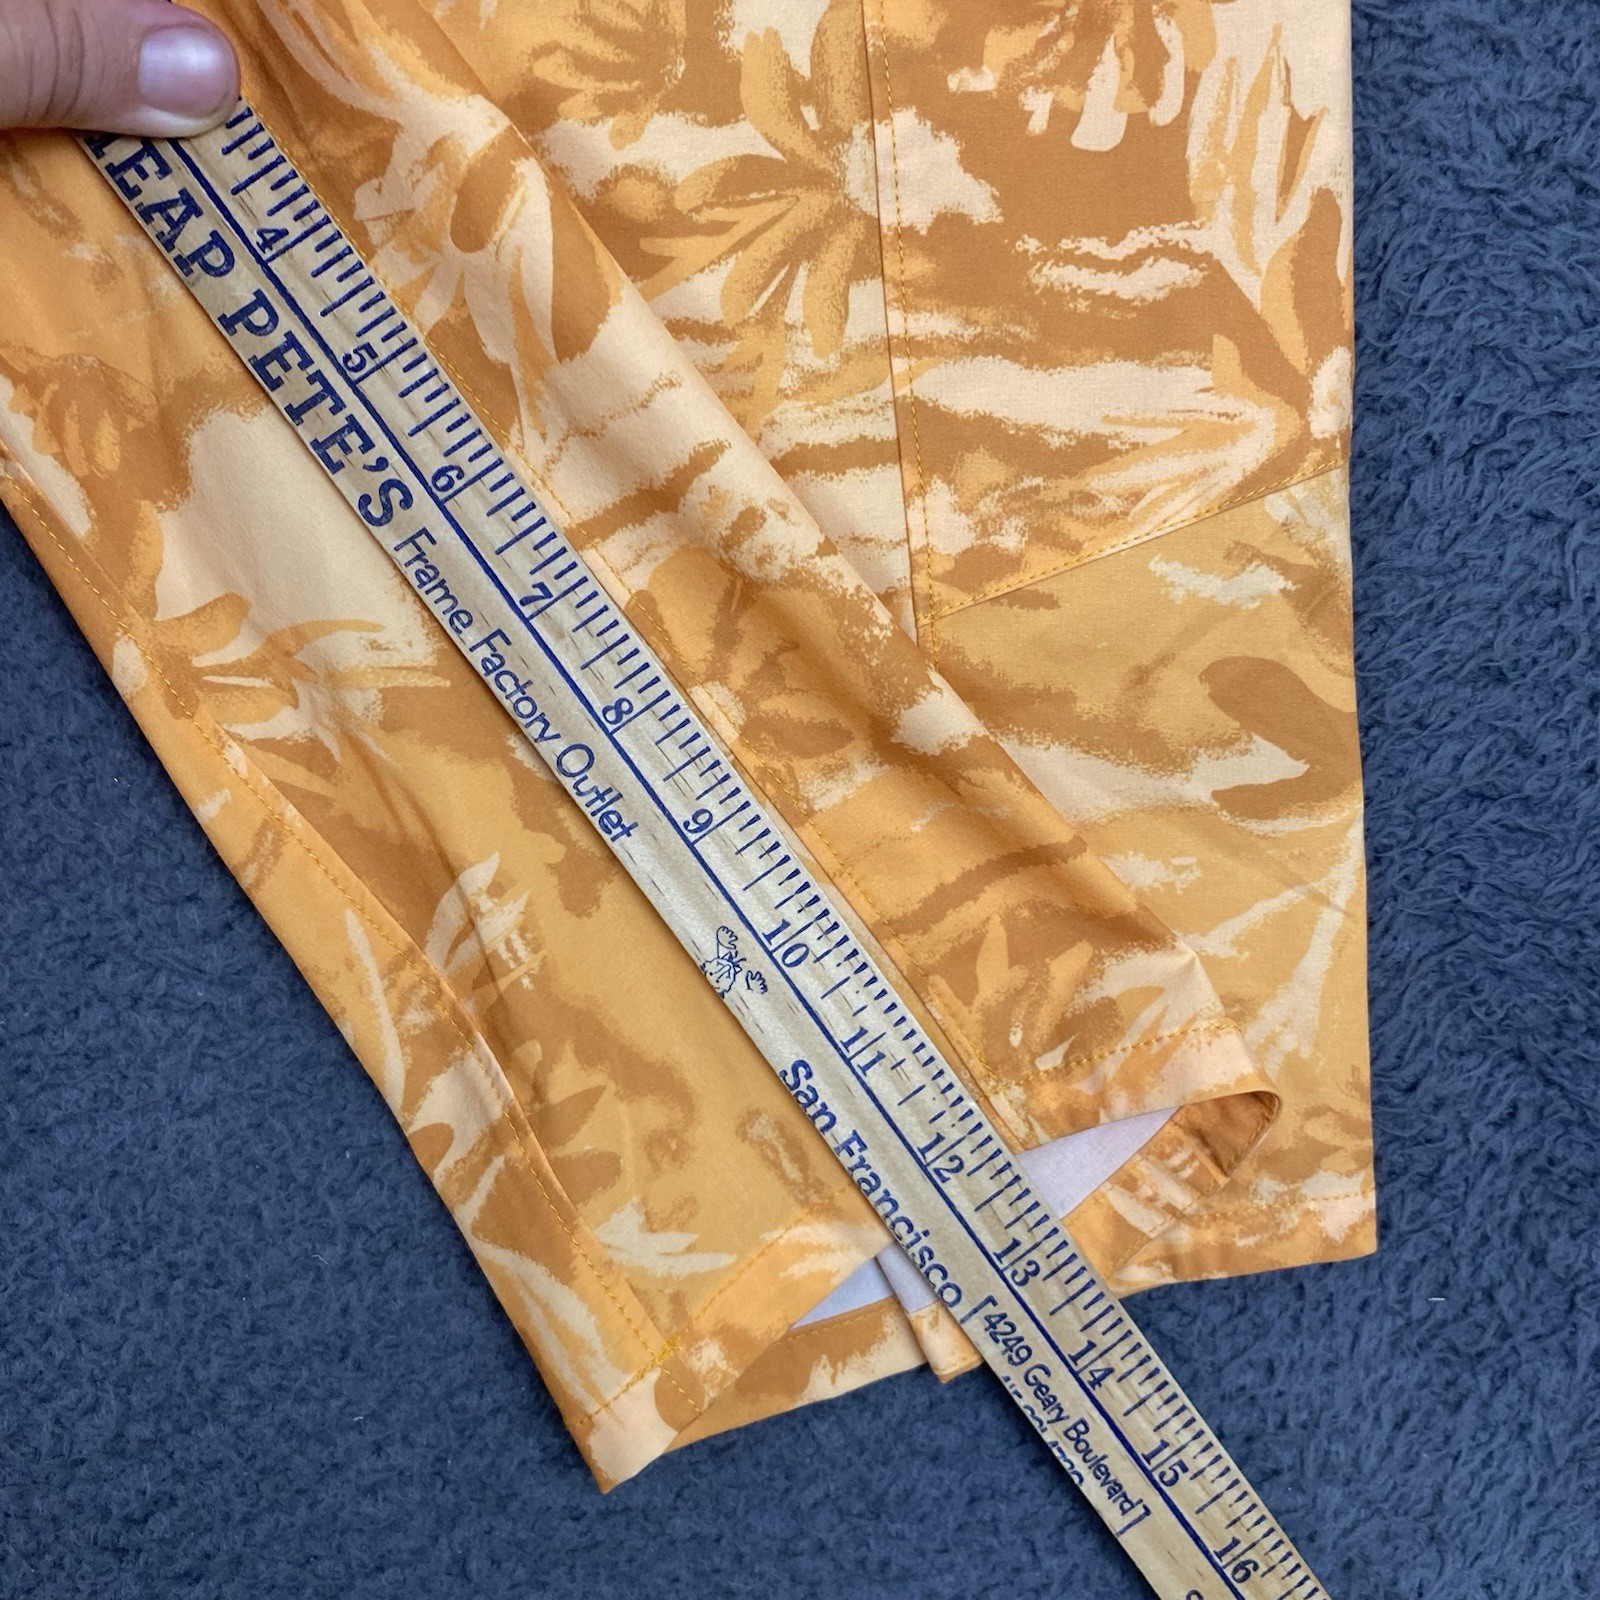 EAP PETE'S Frame Factory Outlet San Francisco [4249 Geary Boulevard]
4 5 6 7 8 9 10 11 12 13 14 15 16